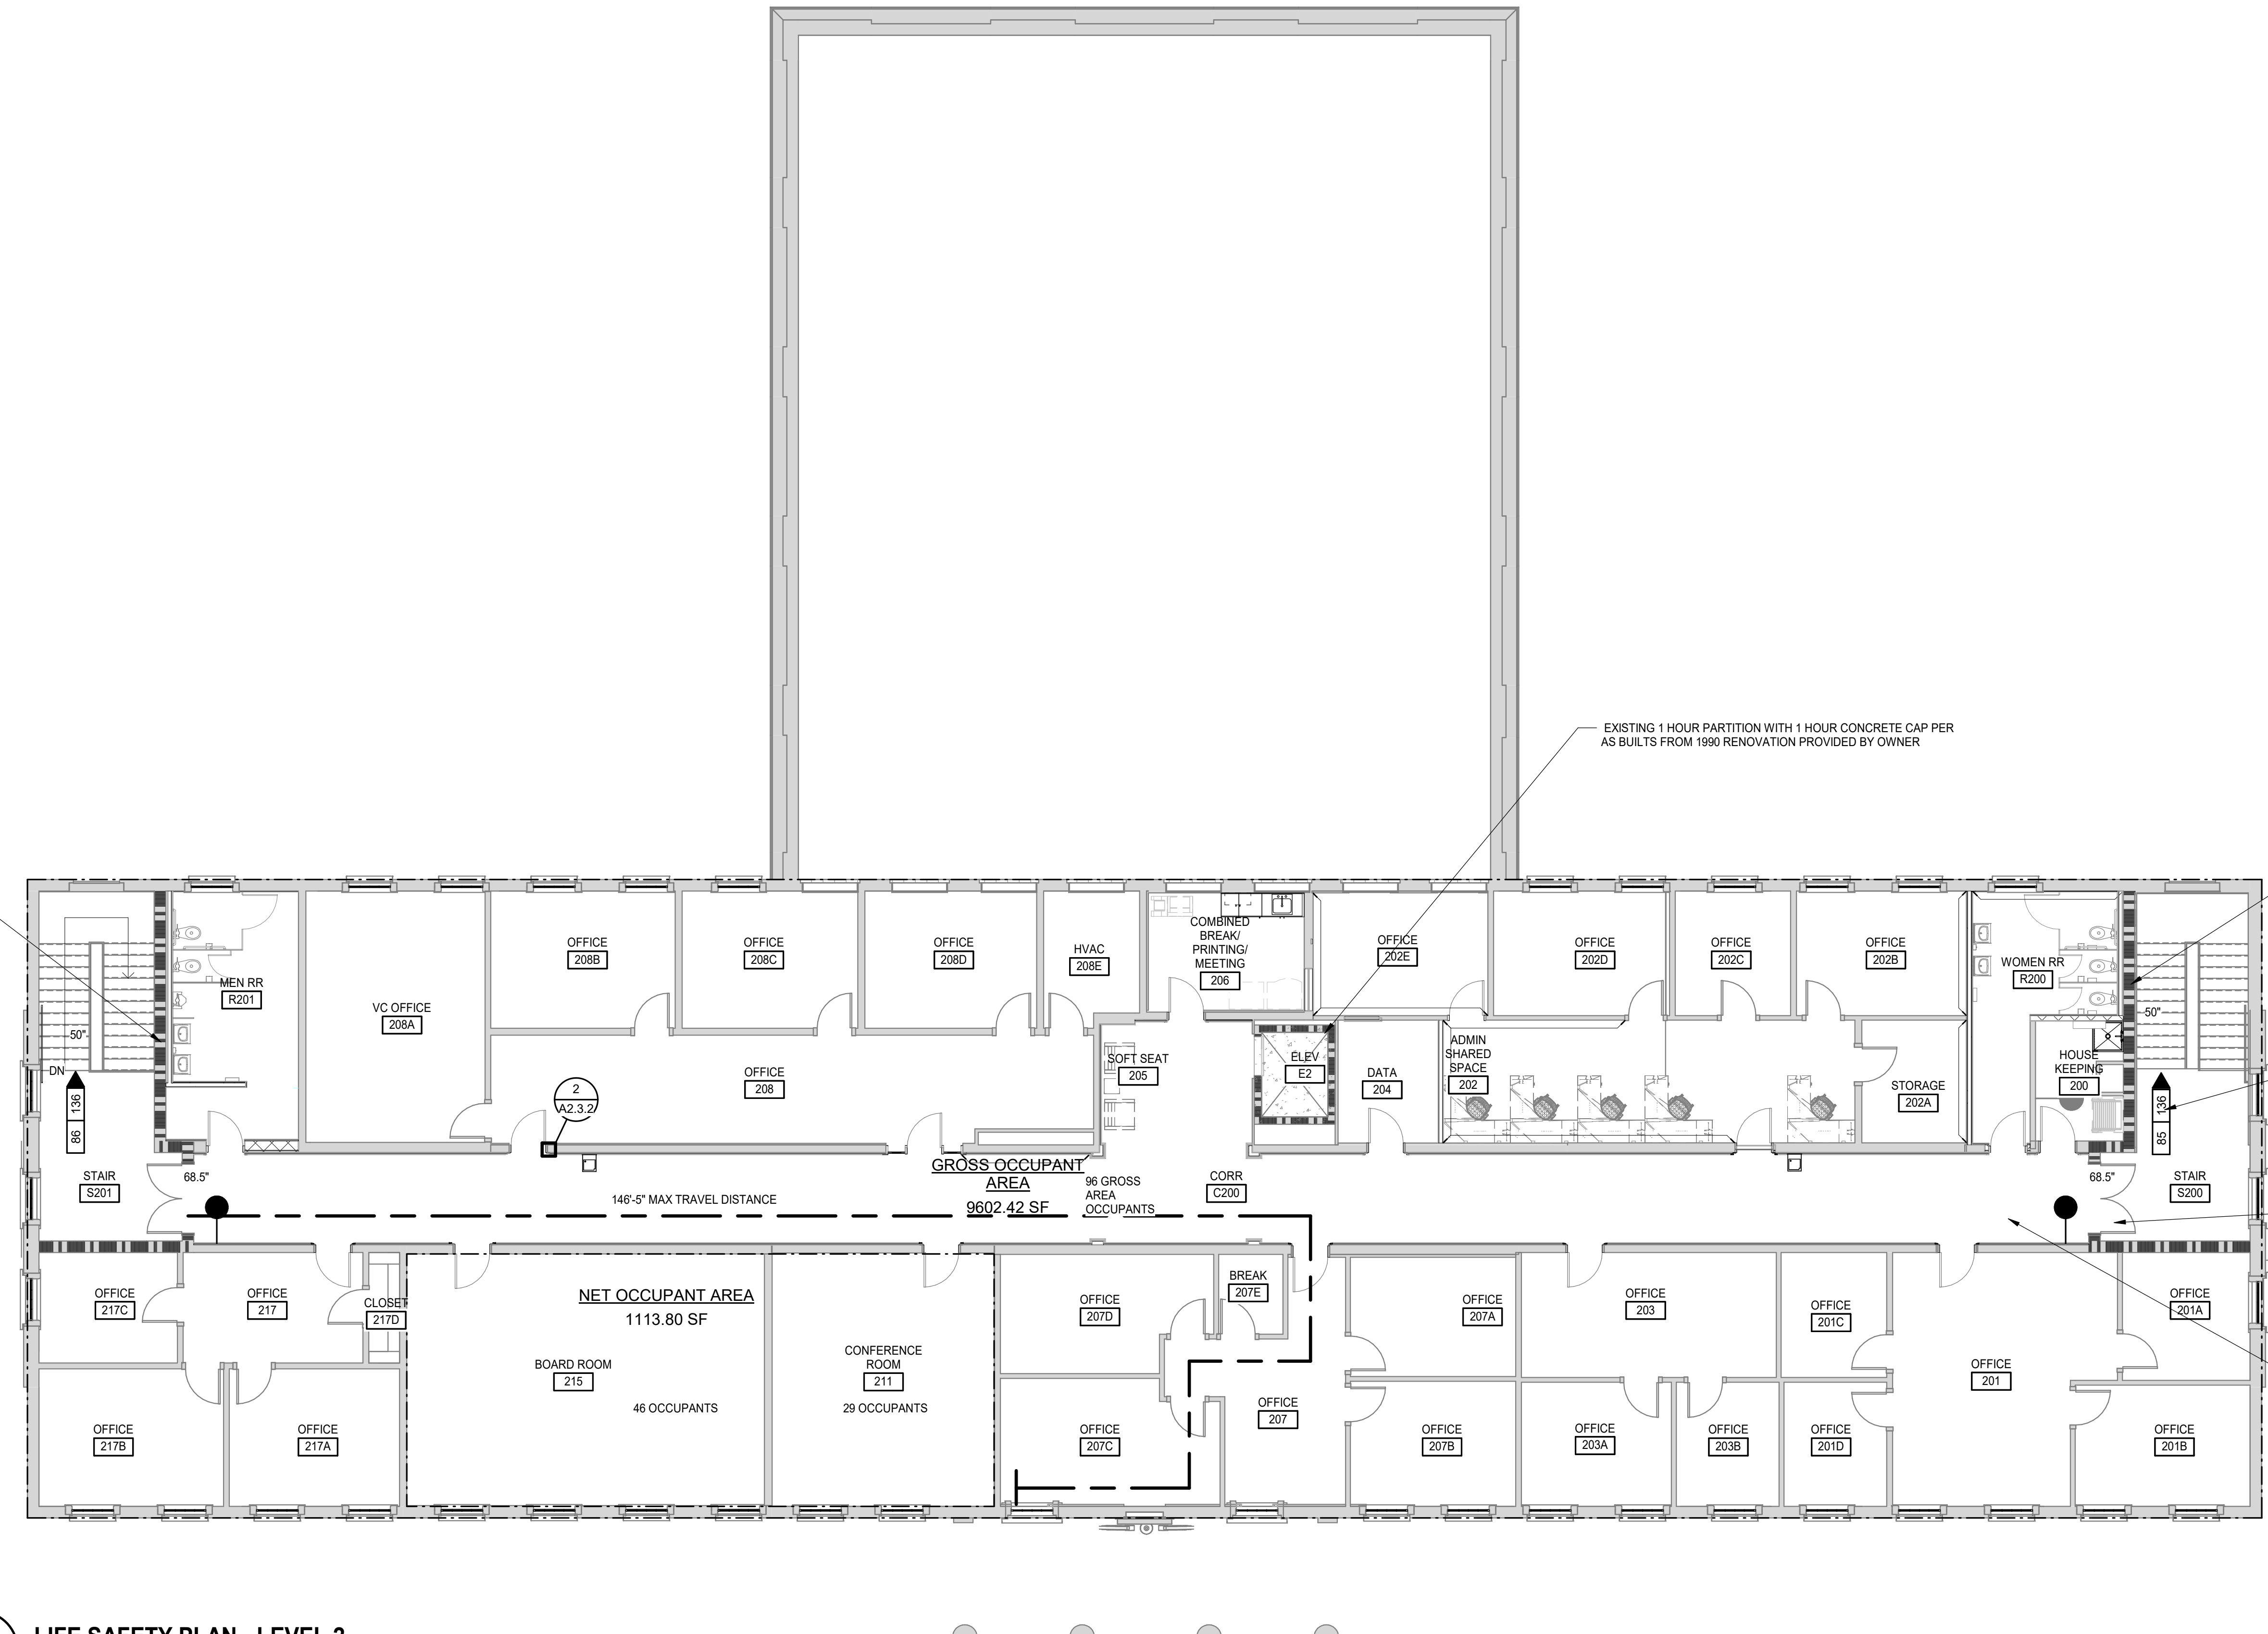 EXISTING 1 HOUR PARTITION WITH 1 HOUR CONCRETE CAP PER
AS BUILTS FROM 1990 RENOVATION PROVIDED BY OWNER
MEN RR
R201
VC OFFICE
208A
OFFICE
208B
OFFICE
208C
OFFICE
208D
HVAC
208E
COMBINED
BREAK/
PRINTING/
MEETING
206
OFFICE
202E
OFFICE
202D
OFFICE
202C
OFFICE
202B
WOMEN RR
R200
50"
50"
DN
136
86
OFFICE
208
2
A2.3.2
SOFT SEAT
205
ELEV
E2
DATA
204
ADMIN
SHARED
SPACE
202
STORAGE
202A
HOUSE
KEEPING
200
136
85
STAIR
S201
68.5"
146'-5" MAX TRAVEL DISTANCE
GROSS OCCUPANT
AREA
9602.42 SF
96 GROSS
AREA
OCCUPANTS
CORR
C200
68.5"
STAIR
S200
OFFICE
217C
OFFICE
217
CLOSET
217D
NET OCCUPANT AREA
1113.80 SF
BOARD ROOM
215
46 OCCUPANTS
CONFERENCE
ROOM
211
29 OCCUPANTS
OFFICE
207D
BREAK
207E
OFFICE
207A
OFFICE
203
OFFICE
201C
OFFICE
201
OFFICE
201A
OFFICE
217B
OFFICE
217A
OFFICE
207C
OFFICE
207
OFFICE
207B
OFFICE
203A
OFFICE
203B
OFFICE
201D
OFFICE
201B
LIFE SAFETY PLAN - LEVEL 2